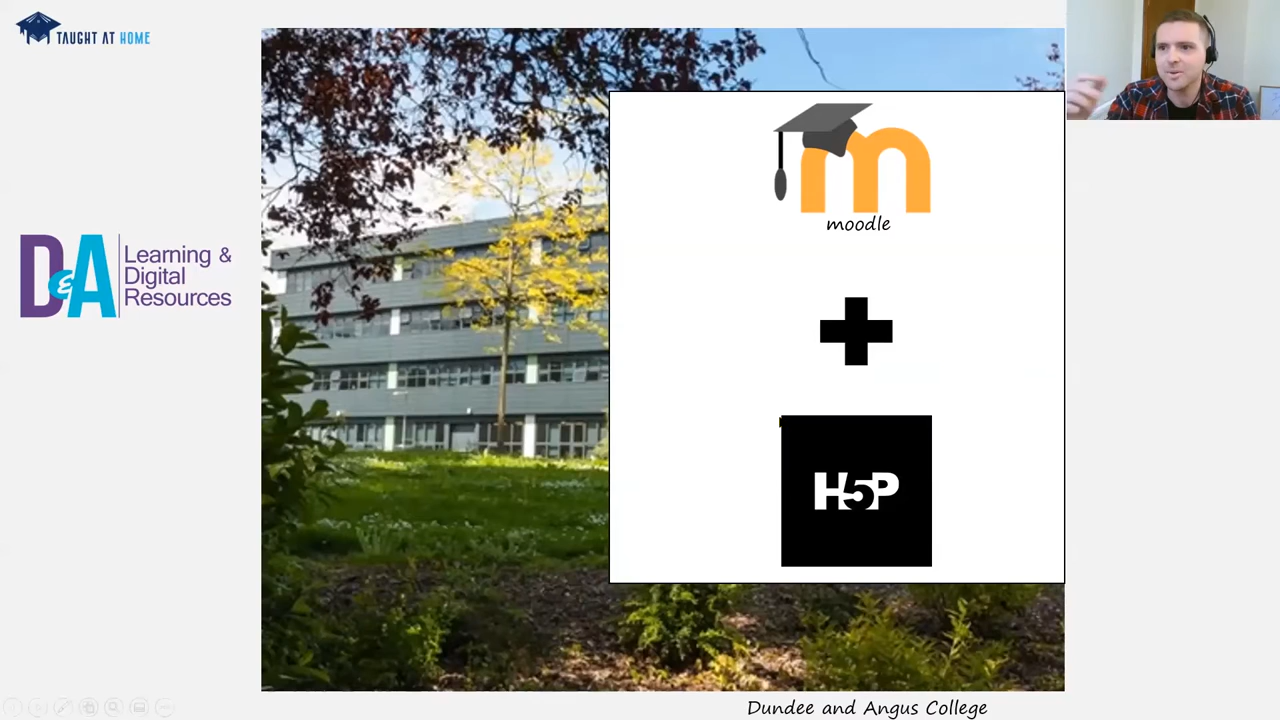 TAUGHT AT HOME
D&A
Learning &
Digital
Resources
moodle
H5P
Dundee and Angus College